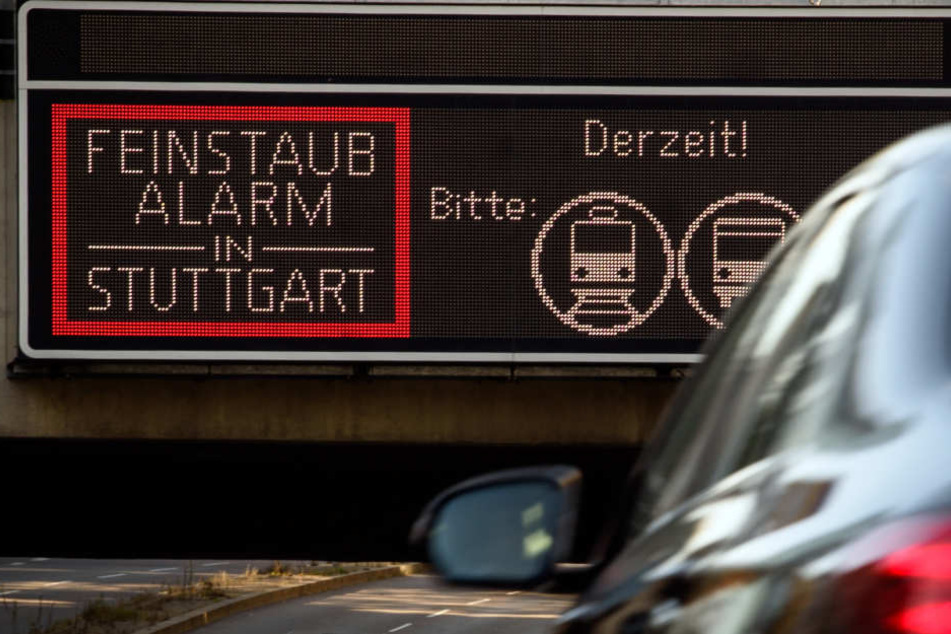 FEINSTAUB
ALARM
IN
STUTTGART
Derzeit!
Bitte: